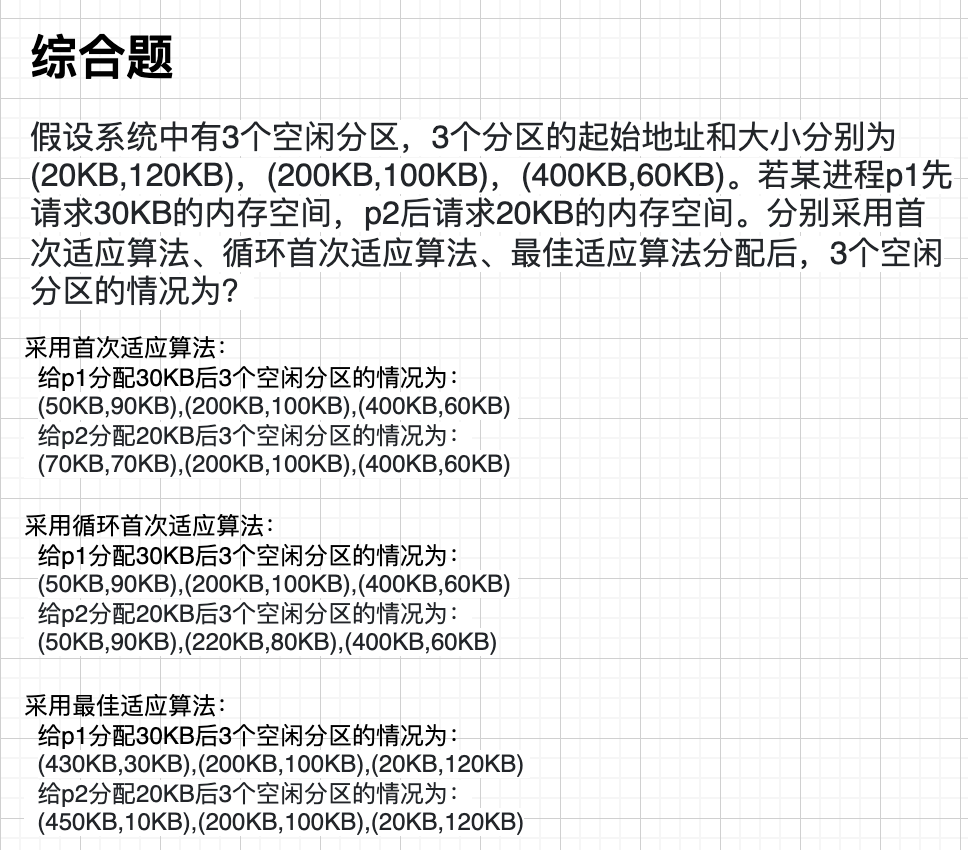 综合题
假设系统中有3个空闲分区，3个分区的起始地址和大小分别为
(20KB,120KB)，(200KB,100KB)，(400KB,60KB)。若某进程p1先
请求30KB的内存空间，p2后请求20KB的内存空间。分别采用首
次适应算法、循环首次适应算法、最佳适应算法分配后，3个空闲
分区的情况为？
采用首次适应算法：
给p1分配30KB后3个空闲分区的情况为：
(50KB,90KB),(200KB,100KB),(400KB,60KB)
给p2分配20KB后3个空闲分区的情况为：
(70KB,70KB),(200KB,100KB),(400KB,60KB)
采用循环首次适应算法：
给p1分配30KB后3个空闲分区的情况为：
(50KB,90KB),(200KB,100KB),(400KB,60KB)
给p2分配20KB后3个空闲分区的情况为：
(50KB,90KB),(220KB,80KB),(400KB,60KB)
采用最佳适应算法：
给p1分配30KB后3个空闲分区的情况为：
(430KB,30KB),(200KB,100KB),(20KB,120KB)
给p2分配20KB后3个空闲分区的情况为：
(450KB,10KB),(200KB,100KB),(20KB,120KB)